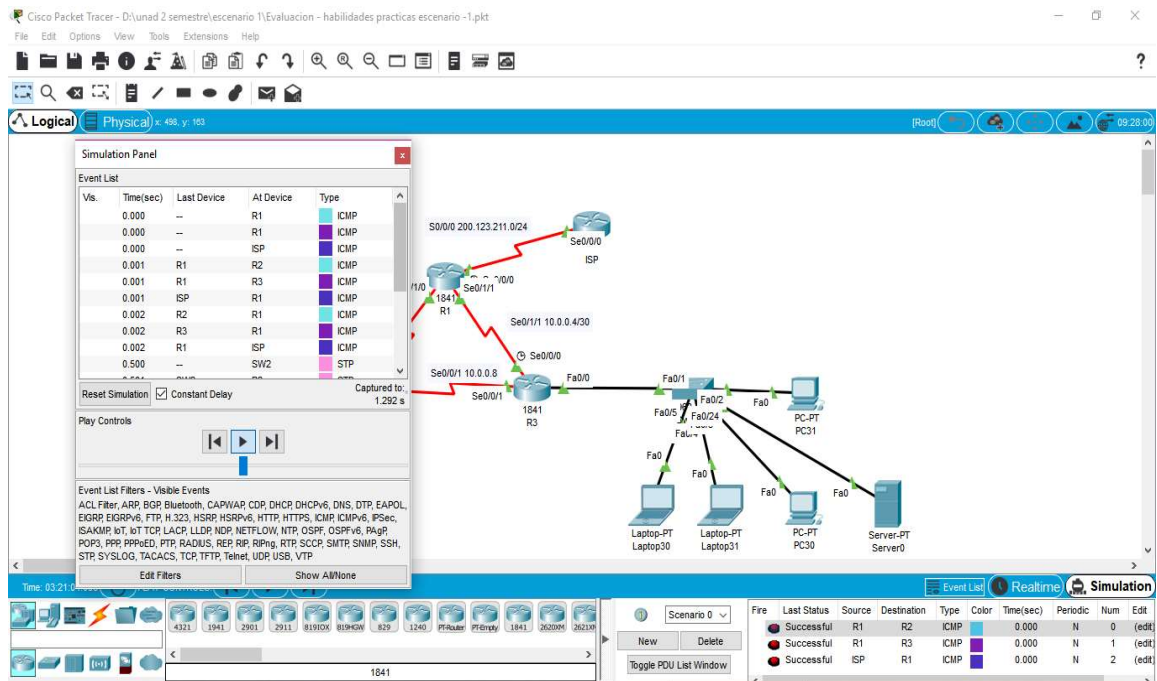 Cisco Packet Tracer - D:\unad 2 semestre\escenario 1\Evaluacion - habilidades practicas escenario -1.pkt
File Edit Options View Tools Extensions Help
Logical Physical x: 498, y: 163 [Root] 09:28:00
Simulation Panel
Event List
Vis. Time(sec) Last Device At Device Type
0.000 -- R1 ICMP
0.000 -- R1 ICMP
0.000 -- ISP ICMP
0.001 R1 R2 ICMP
0.001 R1 R3 ICMP
0.001 ISP R1 ICMP
0.002 R2 R1 ICMP
0.002 R3 R1 ICMP
0.002 R1 ISP ICMP
0.500 -- SW2 STP
Reset Simulation Constant Delay Captured to:
1.292 s
Play Controls
Event List Filters - Visible Events
ACL Filter, ARP, BGP, Bluetooth, CAPWAP, CDP, DHCP, DHCPv6, DNS, DTP, EAPOL,
EIGRP, EIGRPv6, FTP, H.323, HSRP, HSRPv6, HTTP, HTTPS, ICMP, ICMPv6, IPSec,
ISAKMP, IoT, IoT TCP, LACP, LLDP, NDP, NETFLOW, NTP, OSPF, OSPFv6, PAgP,
POP3, PPP, PPPoED, PTP, RADIUS, REP, RIP, RIPng, RTP, SCCP, SMTP, SNMP, SSH,
STP, SYSLOG, TACACS, TCP, TFTP, Telnet, UDP, USB, VTP
Edit Filters Show All/None
S0/0/0 200.123.211.0/24
Se0/0/0
ISP
/1/0
Se0/1/1
1841
R1
Se0/1/1 10.0.0.4/30
Se0/0/0
Se0/0/1 10.0.0.8
Se0/0/1
1841
R3
Fa0/0
Fa0/1
Fa0/2
Fa0/5
Fa0/24
Fa0
PC-PT
PC31
Fa0
Fa0
Fa0
Fa0
Laptop-PT
Laptop30
Laptop-PT
Laptop31
PC-PT
PC30
Server-PT
Server0
Time: 03:21:0
Event List Realtime Simulation
4321 1941 2901 2911 819IOX 819HGW 829 1240 PT-Router PT-Empty 1841 2620XM 2621XM
1841
Scenario 0
New Delete
Toggle PDU List Window
Fire Last Status Source Destination Type Color Time(sec) Periodic Num Edit
Successful R1 R2 ICMP 0.000 N 0 (edit)
Successful R1 R3 ICMP 0.000 N 1 (edit)
Successful ISP R1 ICMP 0.000 N 2 (edit)